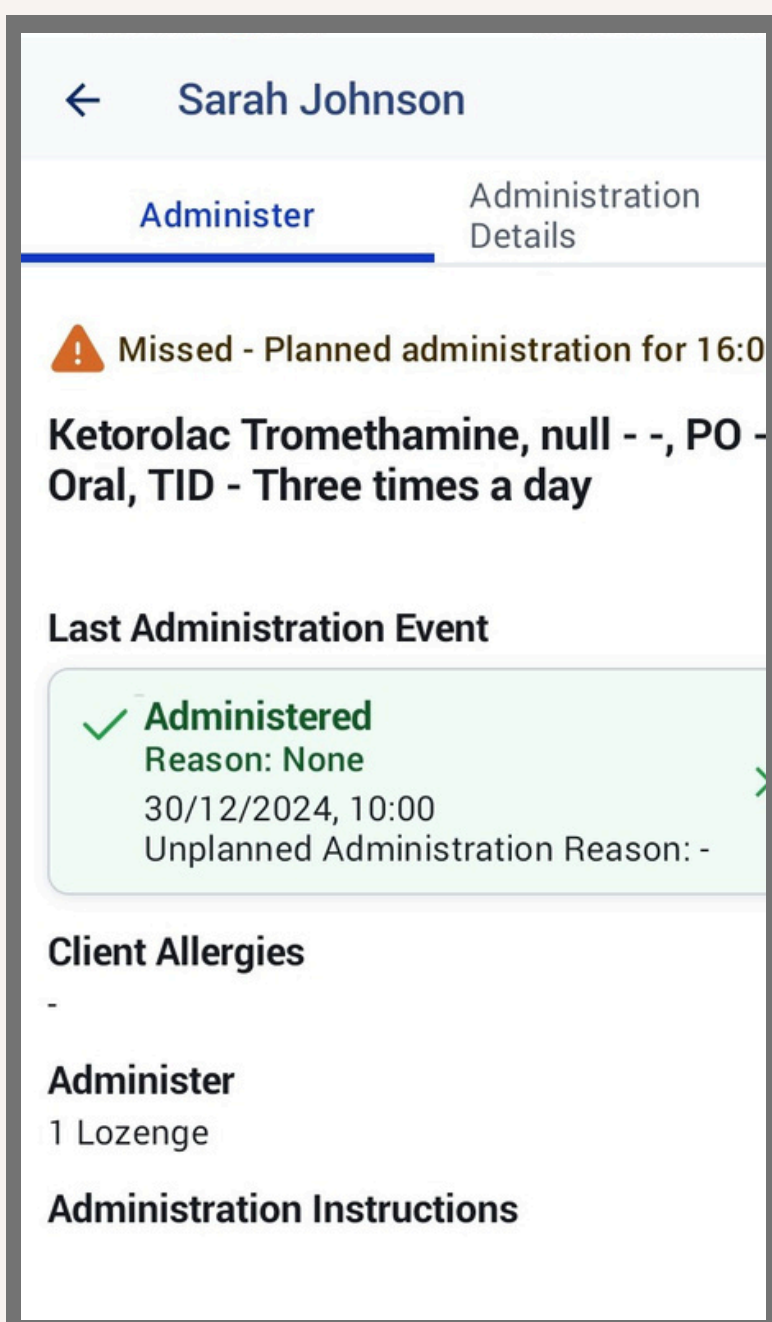 Sarah Johnson
Administer
Administration
Details
Missed - Planned administration for 16:0
Ketorolac Tromethamine, null - -, PO -
Oral, TID - Three times a day
Last Administration Event
Administered
Reason: None
30/12/2024, 10:00
Unplanned Administration Reason: -
Client Allergies
-
Administer
1 Lozenge
Administration Instructions